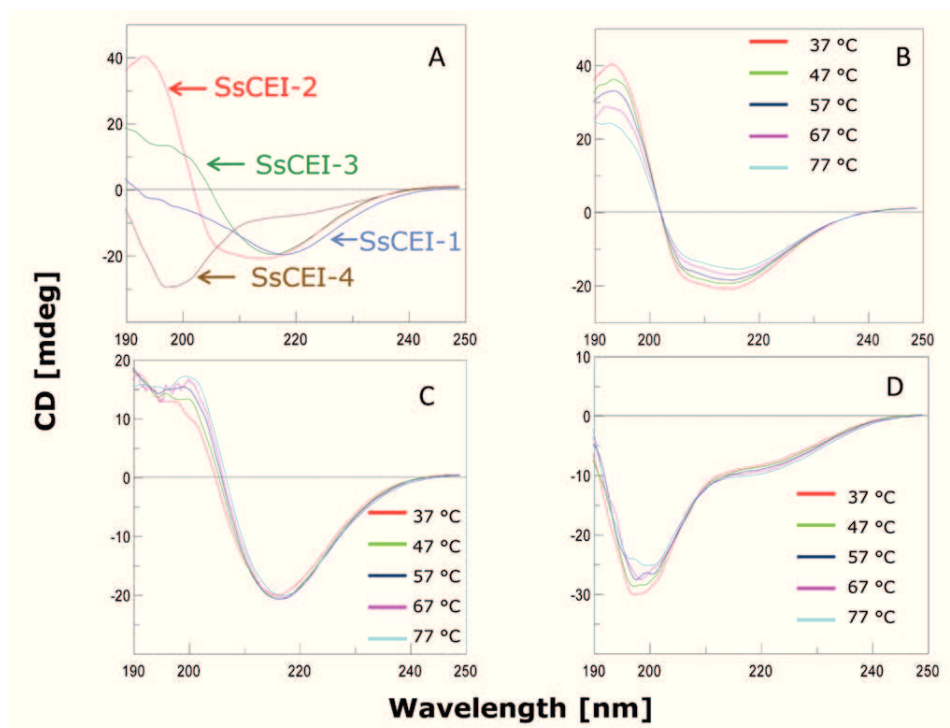 A
SsCEI-2
SsCEI-3
SsCEI-1
SsCEI-4
40
20
0
-20
190 200 220 240 250
B
37 °C
47 °C
57 °C
67 °C
77 °C
40
20
0
-20
190 200 220 240 250
C
37 °C
47 °C
57 °C
67 °C
77 °C
20
10
0
-10
-20
190 200 220 240 250
D
37 °C
47 °C
57 °C
67 °C
77 °C
10
0
-10
-20
-30
190 200 220 240 250
CD [mdeg]
Wavelength [nm]